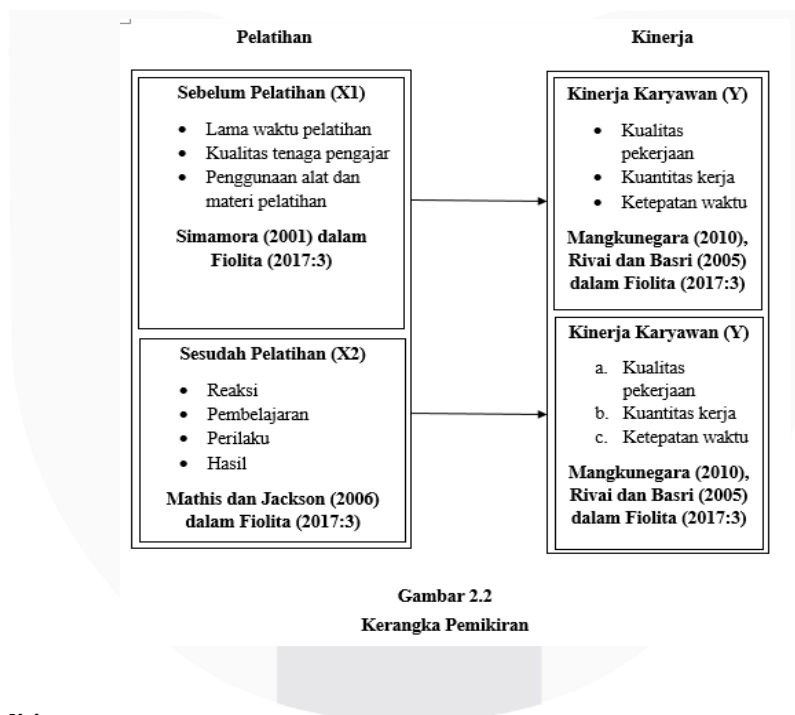 Pelatihan
Sebelum Pelatihan (X1)
• Lama waktu pelatihan
• Kualitas tenaga pengajar
• Penggunaan alat dan
materi pelatihan
Simamora (2001) dalam
Fiolita (2017:3)
Sesudah Pelatihan (X2)
• Reaksi
• Pembelajaran
• Perilaku
• Hasil
Mathis dan Jackson (2006)
dalam Fiolita (2017:3)
Kinerja
Kinerja Karyawan (Y)
• Kualitas
pekerjaan
• Kuantitas kerja
• Ketepatan waktu
Mangkunegara (2010),
Rivai dan Basri (2005)
dalam Fiolita (2017:3)
Kinerja Karyawan (Y)
a. Kualitas
pekerjaan
b. Kuantitas kerja
c. Ketepatan waktu
Mangkunegara (2010),
Rivai dan Basri (2005)
dalam Fiolita (2017:3)
Gambar 2.2
Kerangka Pemikiran